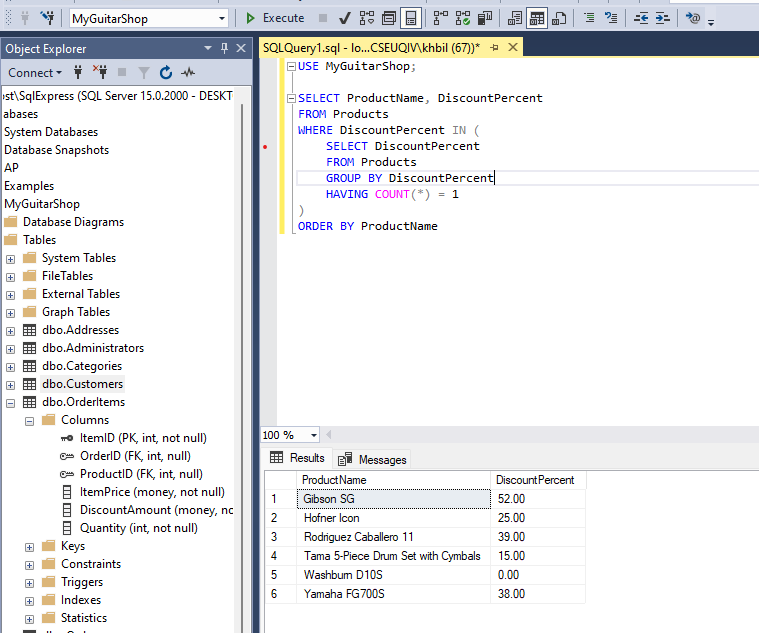 MyGuitarShop
Execute
Object Explorer
Connect
ost\SqlExpress (SQL Server 15.0.2000 - DESKT
abases
System Databases
Database Snapshots
AP
Examples
MyGuitarShop
Database Diagrams
Tables
System Tables
FileTables
External Tables
Graph Tables
dbo.Addresses
dbo.Administrators
dbo.Categories
dbo.Customers
dbo.OrderItems
Columns
ItemID (PK, int, not null)
OrderID (FK, int, null)
ProductID (FK, int, null)
ItemPrice (money, not null)
DiscountAmount (money, no
Quantity (int, not null)
Keys
Constraints
Triggers
Indexes
Statistics
SQLQuery1.sql - lo...CSEUQIV\khbil (67))*
USE MyGuitarShop;
SELECT ProductName, DiscountPercent
FROM Products
WHERE DiscountPercent IN (
SELECT DiscountPercent
FROM Products
GROUP BY DiscountPercent
HAVING COUNT(*) = 1
)
ORDER BY ProductName
100 %
Results Messages
ProductName DiscountPercent
1 Gibson SG 52.00
2 Hofner Icon 25.00
3 Rodriguez Caballero 11 39.00
4 Tama 5-Piece Drum Set with Cymbals 15.00
5 Washburn D10S 0.00
6 Yamaha FG700S 38.00